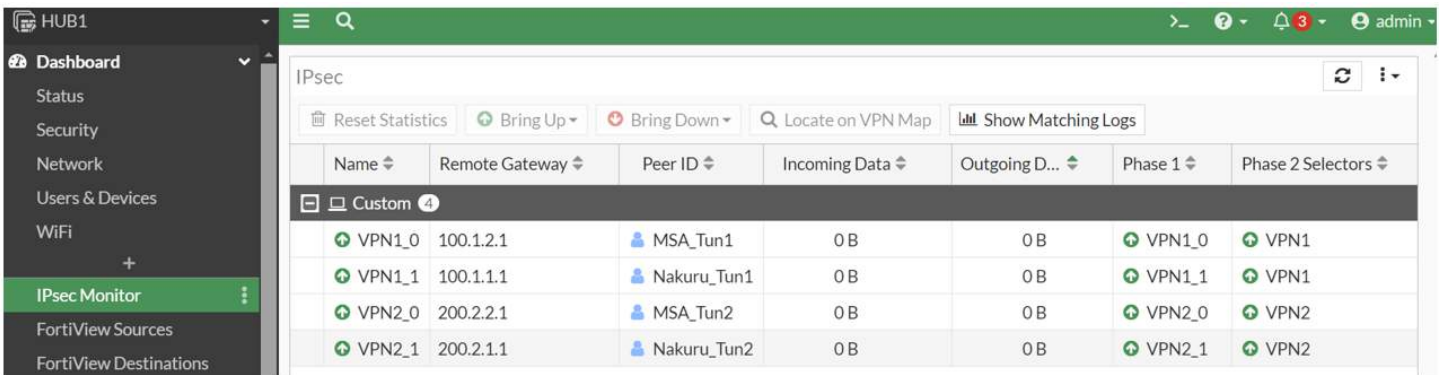 HUB1
>_ 3 admin
Dashboard
Status
Security
Network
Users & Devices
WiFi
+
IPsec Monitor
FortiView Sources
FortiView Destinations
IPsec
Reset Statistics Bring Up Bring Down Locate on VPN Map Show Matching Logs
Name Remote Gateway Peer ID Incoming Data Outgoing D... Phase 1 Phase 2 Selectors
Custom 4
VPN1_0 100.1.2.1 MSA_Tun1 0 B 0 B VPN1_0 VPN1
VPN1_1 100.1.1.1 Nakuru_Tun1 0 B 0 B VPN1_1 VPN1
VPN2_0 200.2.2.1 MSA_Tun2 0 B 0 B VPN2_0 VPN2
VPN2_1 200.2.1.1 Nakuru_Tun2 0 B 0 B VPN2_1 VPN2